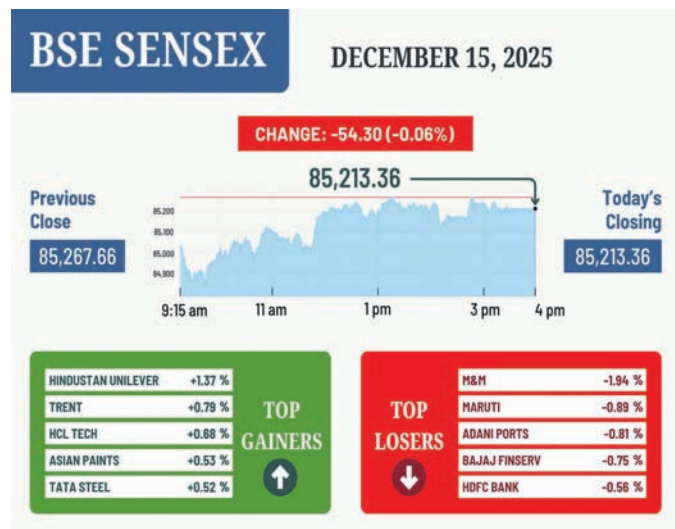 BSE SENSEX
DECEMBER 15, 2025
CHANGE: -54.30 (-0.06%)
85,213.36
Previous
Close
85,267.66
Today's
Closing
85,213.36
85,200
85,100
85,000
84,900
9:15 am 11 am 1 pm 3 pm 4 pm
HINDUSTAN UNILEVER +1.37 %
TRENT +0.79 %
HCL TECH +0.68 %
ASIAN PAINTS +0.53 %
TATA STEEL +0.52 %
TOP
GAINERS
TOP
LOSERS
M&M -1.94 %
MARUTI -0.89 %
ADANI PORTS -0.81 %
BAJAJ FINSERV -0.75 %
HDFC BANK -0.56 %